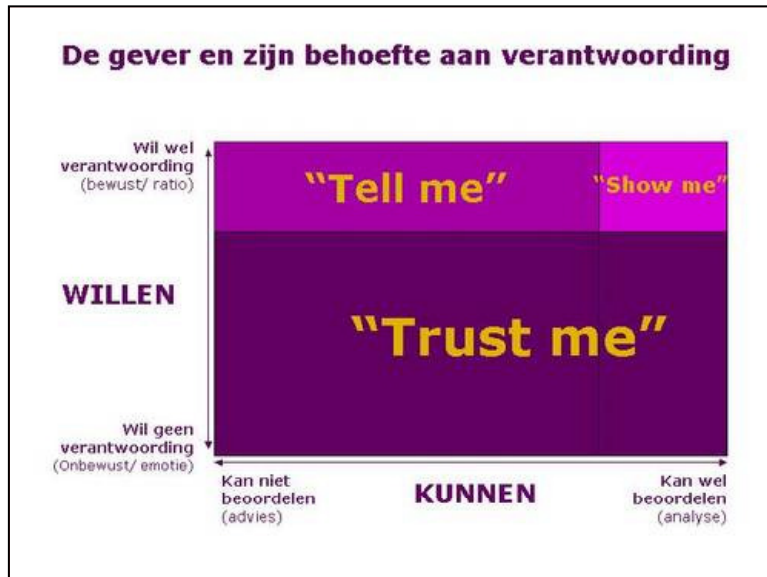 De gever en zijn behoefte aan verantwoording
Wil wel
verantwoording
(bewust/ ratio)
“Tell me”
“Show me”
WILLEN
“Trust me”
Wil geen
verantwoording
(Onbewust/ emotie)
Kan niet
beoordelen
(advies)
KUNNEN
Kan wel
beoordelen
(analyse)